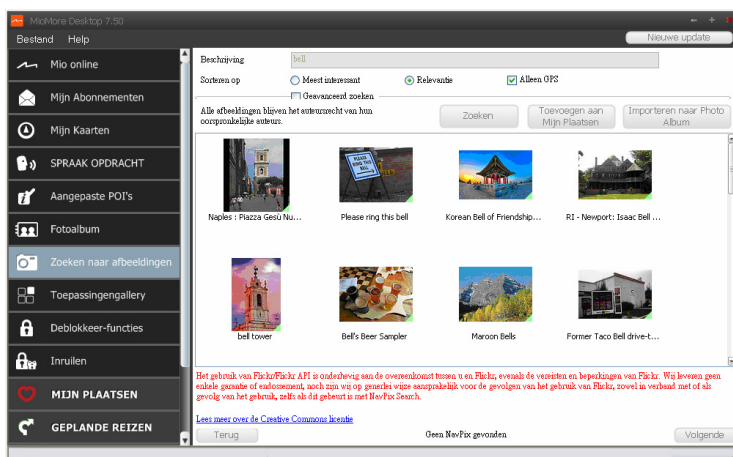 MioMore Desktop 7.50
Bestand Help
Nieuwe update
Mio online
Mijn Abonnementen
Mijn Kaarten
SPRAAK OPDRACHT
Aangepaste POI's
Fotoalbum
Zoeken naar afbeeldingen
Toepassingengallery
Deblokkeer-functies
Inruilen
MIJN PLAATSEN
GEPLANDE REIZEN
Beschrijving bell
Sorteren op Meest interessant Relevantie Alleen GPS
Geavanceerd zoeken
Alle afbeeldingen blijven het auteursrecht van hun
oorspronkelijke auteurs.
Zoeken
Toevoegen aan
Mijn Plaatsen
Importeren naar Photo
Album
PLEASE
RING THIS
BELL
Naples : Piazza Gesù Nu...
Please ring this bell
Korean Bell of Friendship...
RI - Newport: Isaac Bell ...
bell tower
Bell's Beer Sampler
Maroon Bells
Former Taco Bell drive-t...
Het gebruik van Flickr/Flickr API is onderhevig aan de overeenkomst tussen u en Flickr, evenals de vereisten en beperkingen van Flickr. Wij leveren geen
enkele garantie of endossement, noch zijn wij op generlei wijze aansprakelijk voor de gevolgen van het gebruik van Flickr, zowel in verband met of als
gevolg van het gebruik, zelfs als dit gebeurt is met NavPix Search.
Lees meer over de Creative Commons licentie
Terug
Geen NavPix gevonden
Volgende